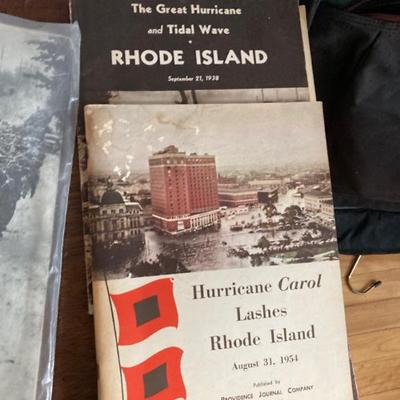 The Great Hurricane
and Tidal Wave
RHODE ISLAND
September 21, 1938
Hurricane Carol
Lashes
Rhode Island
August 31, 1954
Published by
PROVIDENCE JOURNAL COMPANY